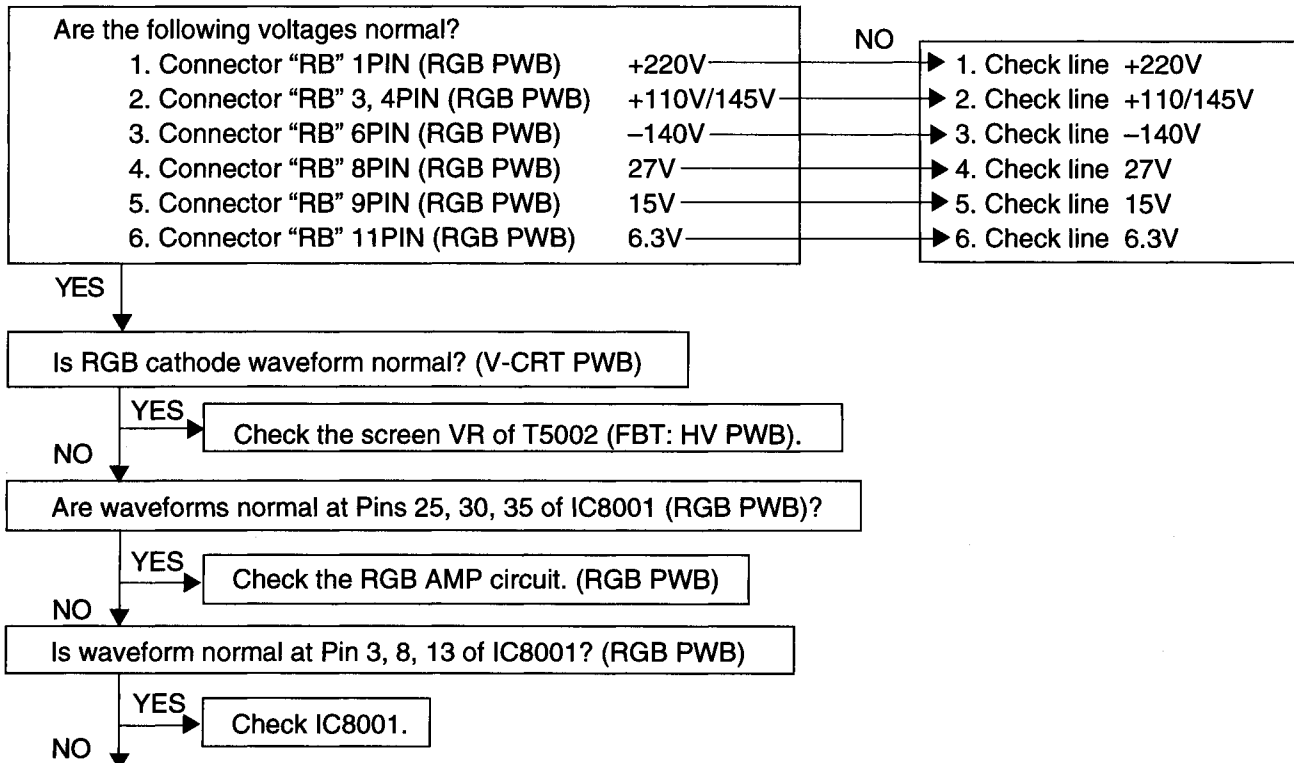 Are the following voltages normal?
NO
1. Connector “RB” 1PIN (RGB PWB) +220V
1. Check line +220V
2. Connector “RB” 3, 4PIN (RGB PWB) +110V/145V
2. Check line +110/145V
3. Connector “RB” 6PIN (RGB PWB) –140V
3. Check line –140V
4. Connector “RB” 8PIN (RGB PWB) 27V
4. Check line 27V
5. Connector “RB” 9PIN (RGB PWB) 15V
5. Check line 15V
6. Connector “RB” 11PIN (RGB PWB) 6.3V
6. Check line 6.3V
YES
Is RGB cathode waveform normal? (V-CRT PWB)
YES
Check the screen VR of T5002 (FBT: HV PWB).
NO
Are waveforms normal at Pins 25, 30, 35 of IC8001 (RGB PWB)?
YES
Check the RGB AMP circuit. (RGB PWB)
NO
Is waveform normal at Pin 3, 8, 13 of IC8001? (RGB PWB)
YES
Check IC8001.
NO